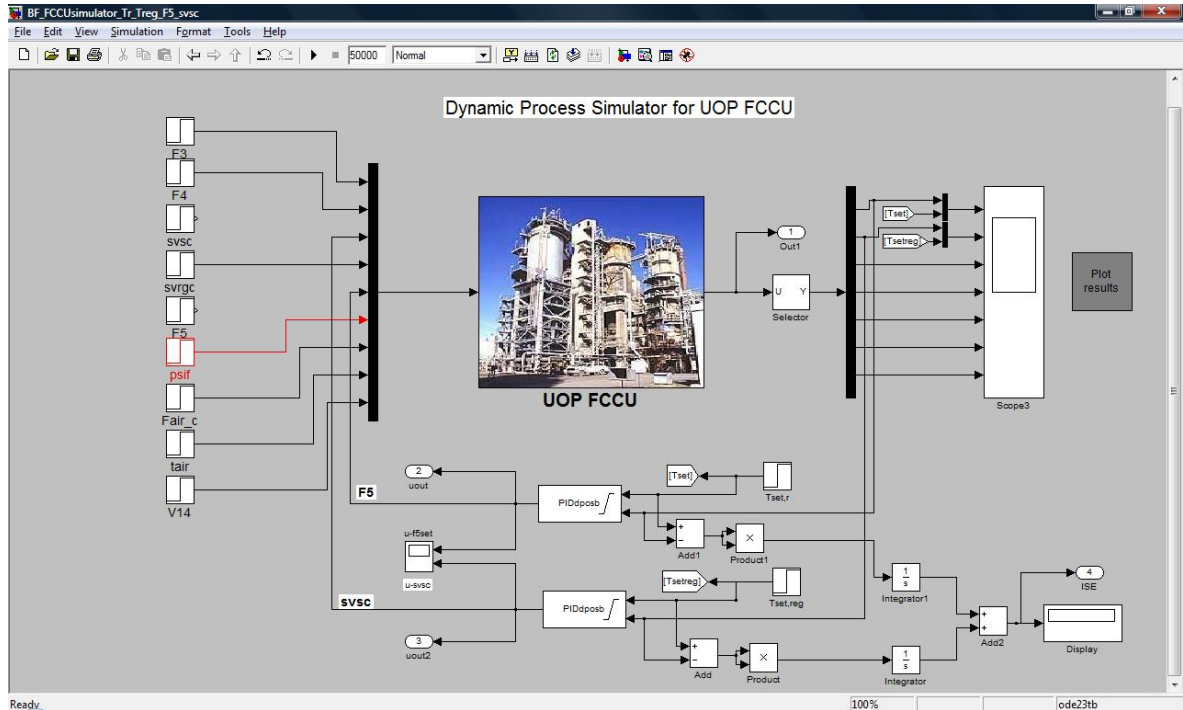 BF_FCCUsimulator_Tr_Treg_F5_svsc
File Edit View Simulation Format Tools Help
50000 Normal
Dynamic Process Simulator for UOP FCCU
F3
F4
svsc
svrgc
F5
psif
Fair_c
tair
V14
UOP FCCU
1
Out1
U Y
Selector
[Tset]
[Tsetreg]
Scope3
Plot
results
2
uout
F5
PIDdposb
[Tset]
Tset,r
+
−
Add1
×
Product1
u-f5set
u-svsc
svsc
PIDdposb
[Tsetreg]
Tset,reg
1
s
Integrator1
4
ISE
3
uout2
+
−
Add
×
Product
1
s
Integrator
+
+
Add2
Display
Ready
100%
ode23tb